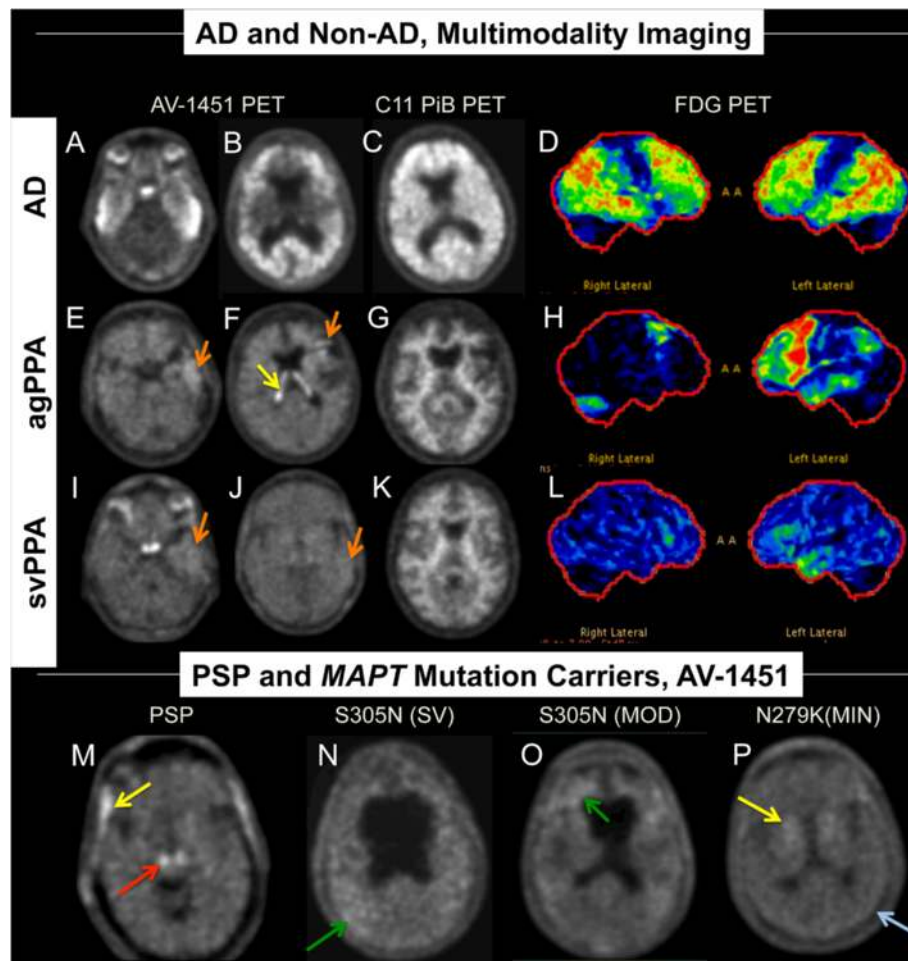 AD and Non-AD, Multimodality Imaging
AV-1451 PET C11 PiB PET FDG PET
AD
A B C D
A A
Right Lateral Left Lateral
agPPA
E F G H
A A
Right Lateral Left Lateral
svPPA
I J K L
A A
Right Lateral Left Lateral
PSP and MAPT Mutation Carriers, AV-1451
PSP S305N (SV) S305N (MOD) N279K(MIN)
M N O P